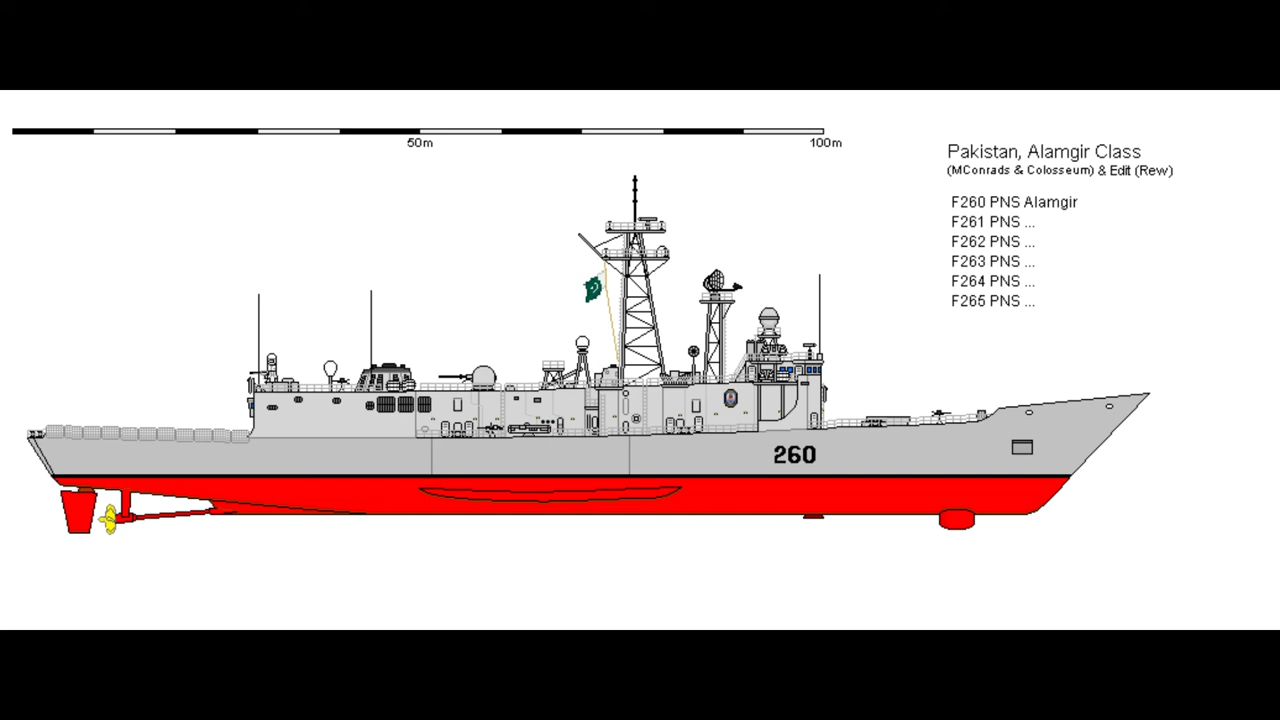 50m
100m
Pakistan, Alamgir Class
(MConrads & Colosseum) & Edit (Rew)
F260 PNS Alamgir
F261 PNS ...
F262 PNS ...
F263 PNS ...
F264 PNS ...
F265 PNS ...
260